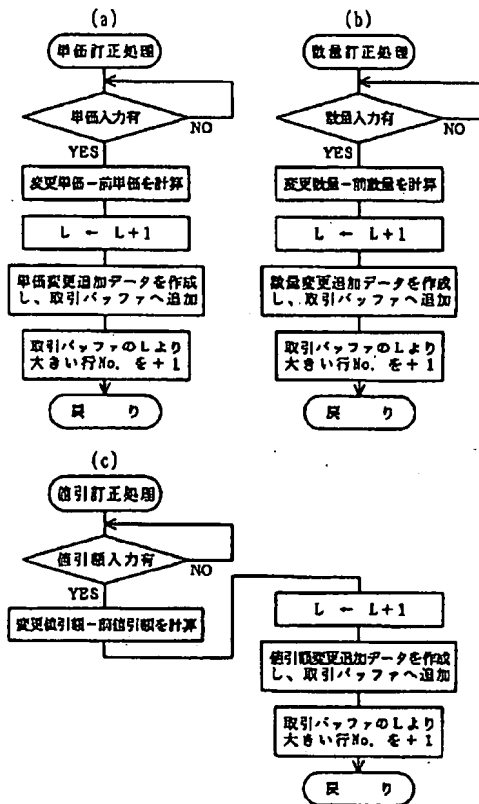 (a)
単価訂正処理
単価入力有
NO
YES
変更単価−前単価を計算
L ← L+1
単価変更追加データを作成
し、取引バッファへ追加
取引バッファのLより
大きい行No. を+1
戻 り
(b)
数量訂正処理
数量入力有
NO
YES
変更数量−前数量を計算
L ← L+1
数量変更追加データを作成
し、取引バッファへ追加
取引バッファのLより
大きい行No. を+1
戻 り
(c)
値引訂正処理
値引額入力有
NO
YES
変更値引額−前値引額を計算
L ← L+1
値引額変更追加データを作成
し、取引バッファへ追加
取引バッファのLより
大きい行No. を+1
戻 り